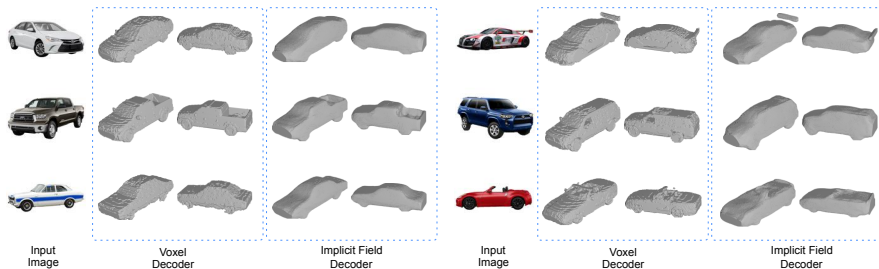 Input
Image
Voxel
Decoder
Implicit Field
Decoder
Input
Image
Voxel
Decoder
Implicit Field
Decoder